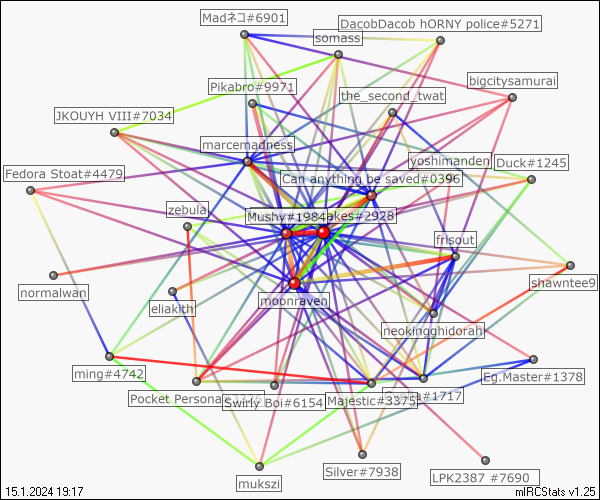 Madネコ#6901
DacobDacob hORNY police#5271
somass
bigcitysamurai
Pikabro#9971
the_second_twat
JKOUYH VIII#7034
marcemadness
yoshmanden
Duck#1245
Fedora Stoat#4479
Can anything be saved#0396
zebula
Mushy#1984
akes#2928
frisout
shawntee9
normalwan
eliakith
moonraven
neokingghidorah
ming#4742
Eg.Master#1378
Pocket Persona
Swirly Boi#6154
Majestic#3375
#1717
mukszi
Silver#7938
LPK2387 #7690
15.1.2024 19:17
mIRCStats v1.25